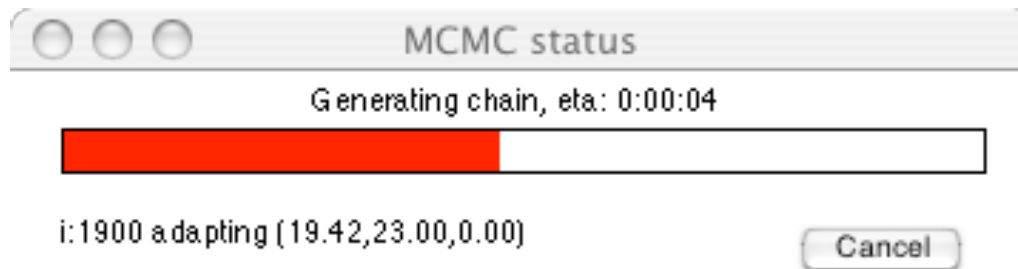 MCMC status
Generating chain, eta: 0:00:04
i:1900 adapting (19.42,23.00,0.00)
Cancel